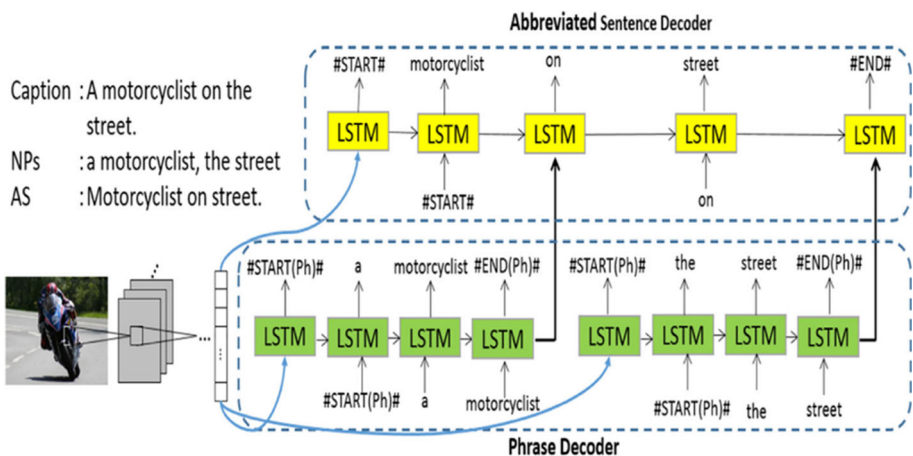 Abbreviated Sentence Decoder
Caption : A motorcyclist on the
street.
NPs : a motorcyclist, the street
AS : Motorcyclist on street.
#START# motorcyclist on street #END#
LSTM LSTM LSTM LSTM LSTM
#START# on
#START(Ph)# a motorcyclist #END(Ph)# #START(Ph)# the street #END(Ph)#
LSTM LSTM LSTM LSTM LSTM LSTM LSTM LSTM
#START(Ph)# a motorcyclist #START(Ph)# the street
Phrase Decoder